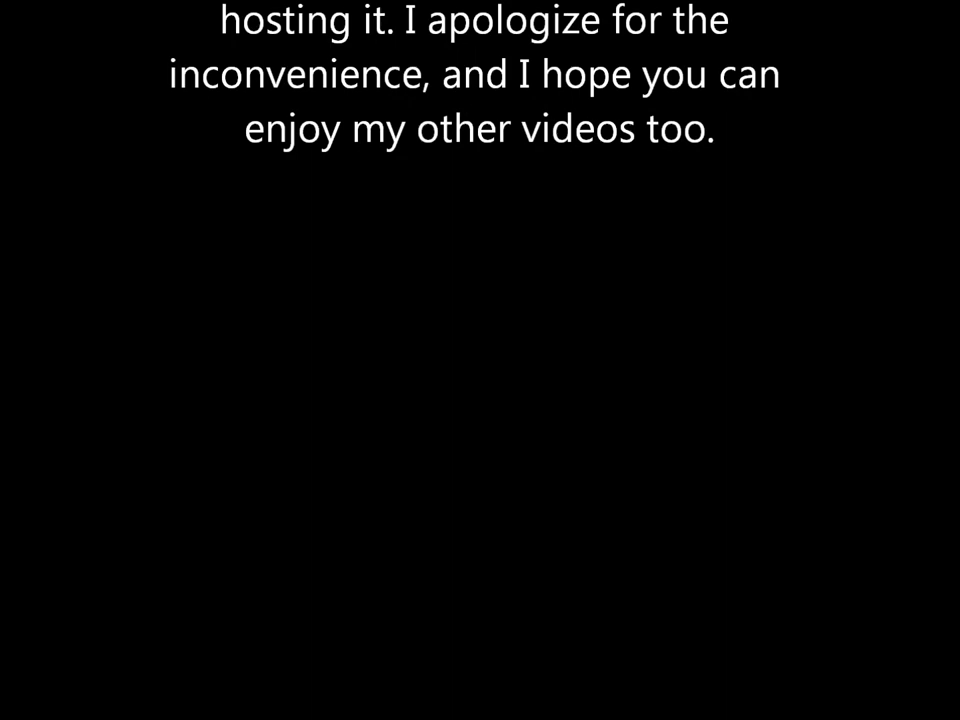 hosting it. I apologize for the
inconvenience, and I hope you can
enjoy my other videos too.